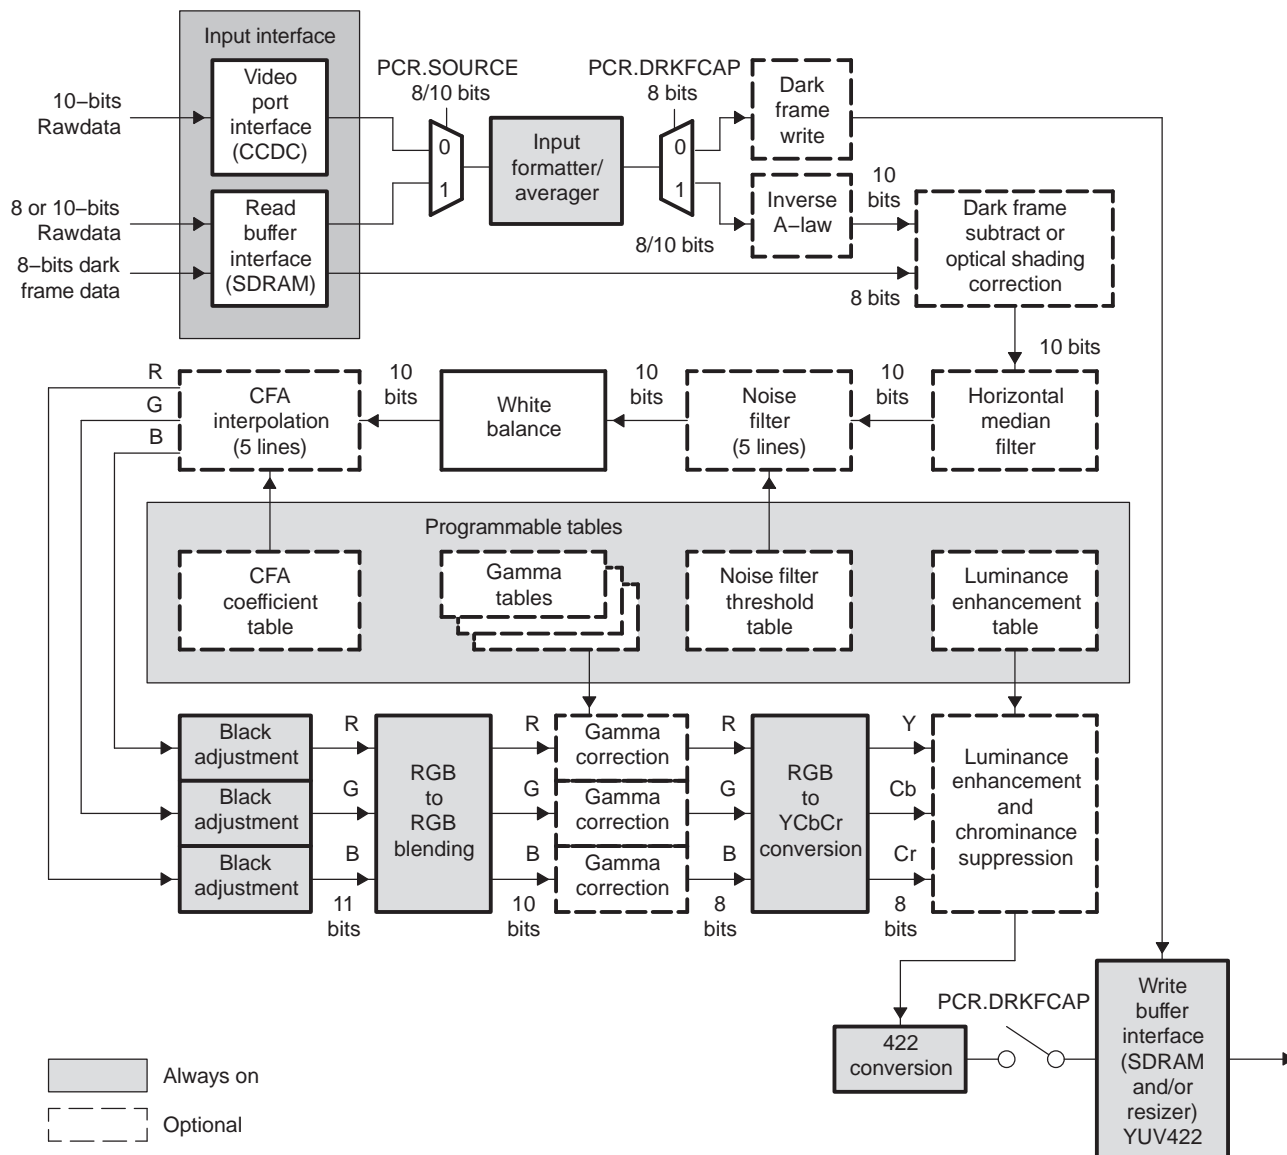 Input interface
Video
port
interface
(CCDC)
10−bits
Rawdata
PCR.SOURCE
8/10 bits
0
1
Input
formatter/
averager
PCR.DRKFCAP
8 bits
0
1
8/10 bits
Dark
frame
write
Inverse
A−law
10
bits
8 or 10−bits
Rawdata
8−bits dark
frame data
Read
buffer
interface
(SDRAM)
8 bits
Dark frame
subtract or
optical shading
correction
10 bits
R
G
B
CFA
interpolation
(5 lines)
10
bits
White
balance
10
bits
Noise
filter
(5 lines)
10
bits
Horizontal
median
filter
Programmable tables
CFA
coefficient
table
Gamma
tables
Noise filter
threshold
table
Luminance
enhancement
table
Black
adjustment
Black
adjustment
Black
adjustment
R
G
B
11
bits
RGB
to
RGB
blending
R
G
B
10
bits
Gamma
correction
Gamma
correction
Gamma
correction
R
G
B
8
bits
RGB
to
YCbCr
conversion
Y
Cb
Cr
8
bits
Luminance
enhancement
and
chrominance
suppression
422
conversion
PCR.DRKFCAP
Write
buffer
interface
(SDRAM
and/or
resizer)
YUV422
Always on
Optional